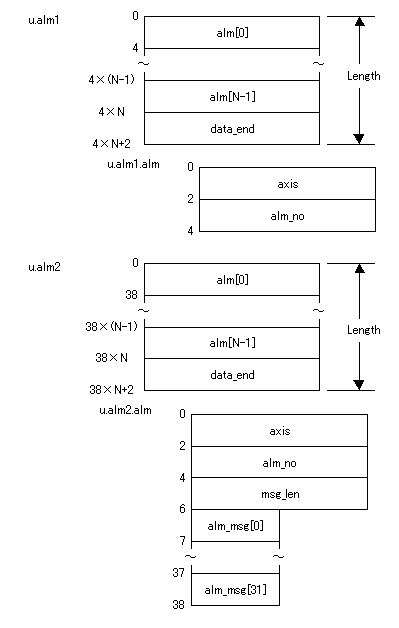 u.alm1
0
alm[0]
4
Length
4×(N-1)
alm[N-1]
4×N
data_end
4×N+2
u.alm1.alm
0
axis
2
alm_no
4
u.alm2
0
alm[0]
38
Length
38×(N-1)
alm[N-1]
38×N
data_end
38×N+2
u.alm2.alm
0
axis
2
alm_no
4
msg_len
6
alm_msg[0]
7
37
alm_msg[31]
38